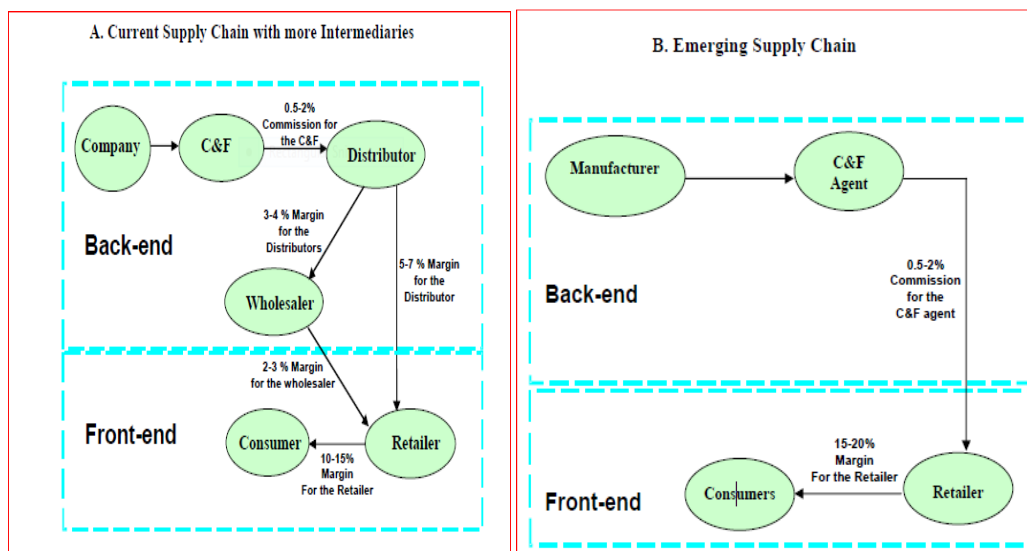 A. Current Supply Chain with more Intermediaries
Company
C&F
0.5-2%
Commission for
the C&F
Distributor
3-4 % Margin
for the
Distributors
5-7 % Margin
for the
Distributor
Back-end
Wholesaler
2-3 % Margin
for the wholesaler
Front-end
Consumer
10-15%
Margin
For the Retailer
Retailer
B. Emerging Supply Chain
Manufacturer
C&F
Agent
0.5-2%
Commission
for the
C&F agent
Back-end
15-20%
Margin
For the Retailer
Consumers
Retailer
Front-end